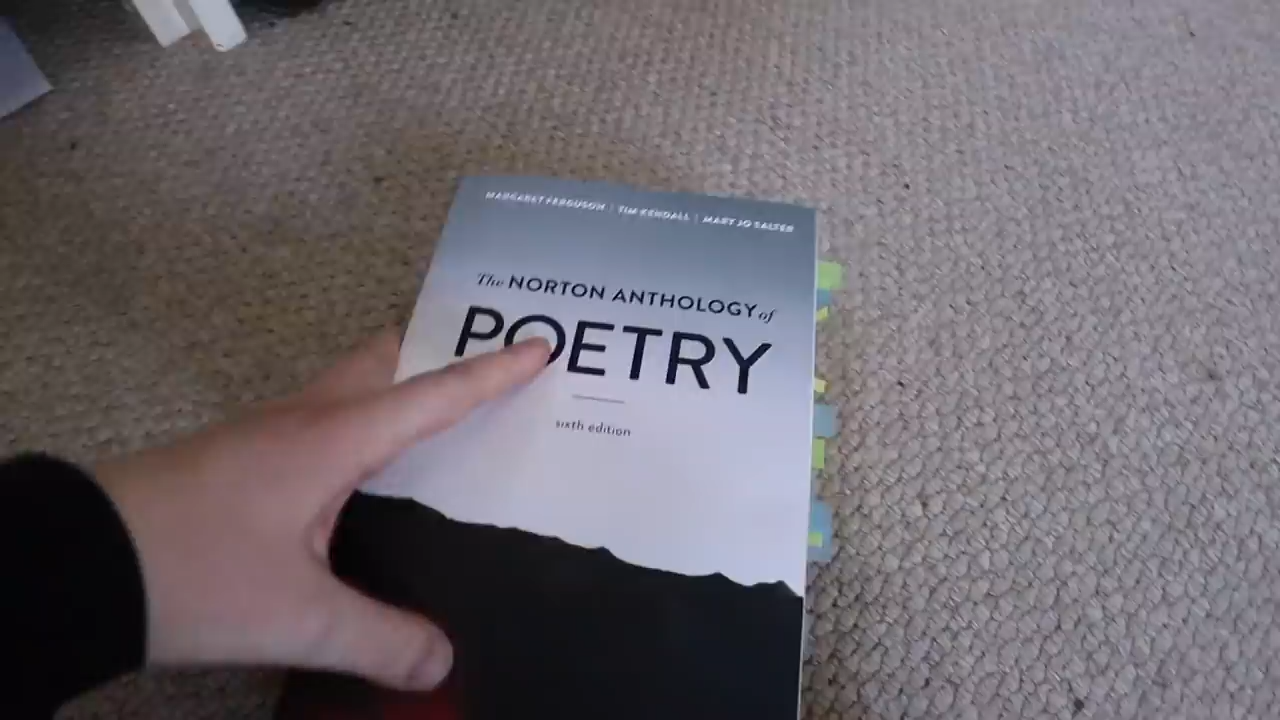 MARGARET FERGUSON | TIM KENDALL | MARY JO SALTER
The NORTON ANTHOLOGY of
POETRY
sixth edition